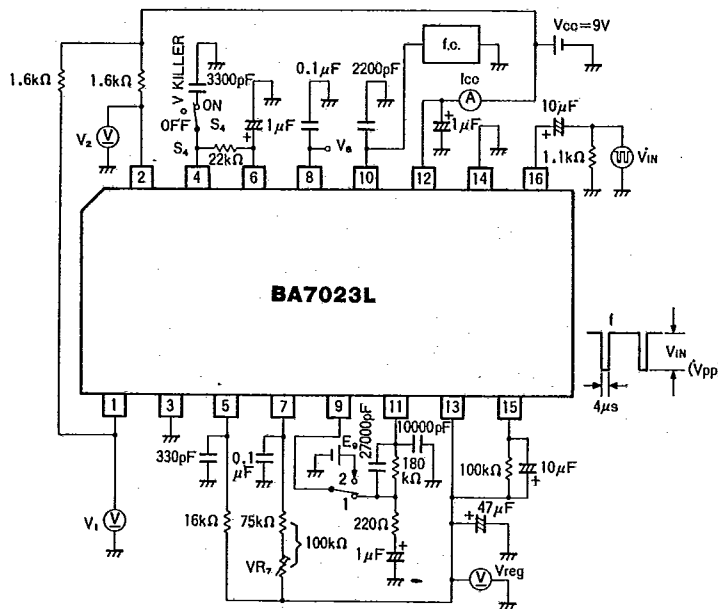 f.c.
VCC=9V
1.6kΩ
1.6kΩ
V KILLER
3300pF
ON
OFF
S4
S4
22kΩ
1μF
+
0.1μF
V8
2200pF
ICC
A
1μF
+
10μF
+
1.1kΩ
VIN
V2
V
2
4
6
8
10
12
14
16
BA7023L
f
VIN
(Vpp)
4μs
1
3
5
7
9
11
13
15
330pF
0.1
μF
E9
2
1
27000pF
10000pF
180
kΩ
100kΩ
10μF
+
16kΩ
75kΩ
100kΩ
VR7
220Ω
1μF
+
47μF
+
V1
V
V
Vreg